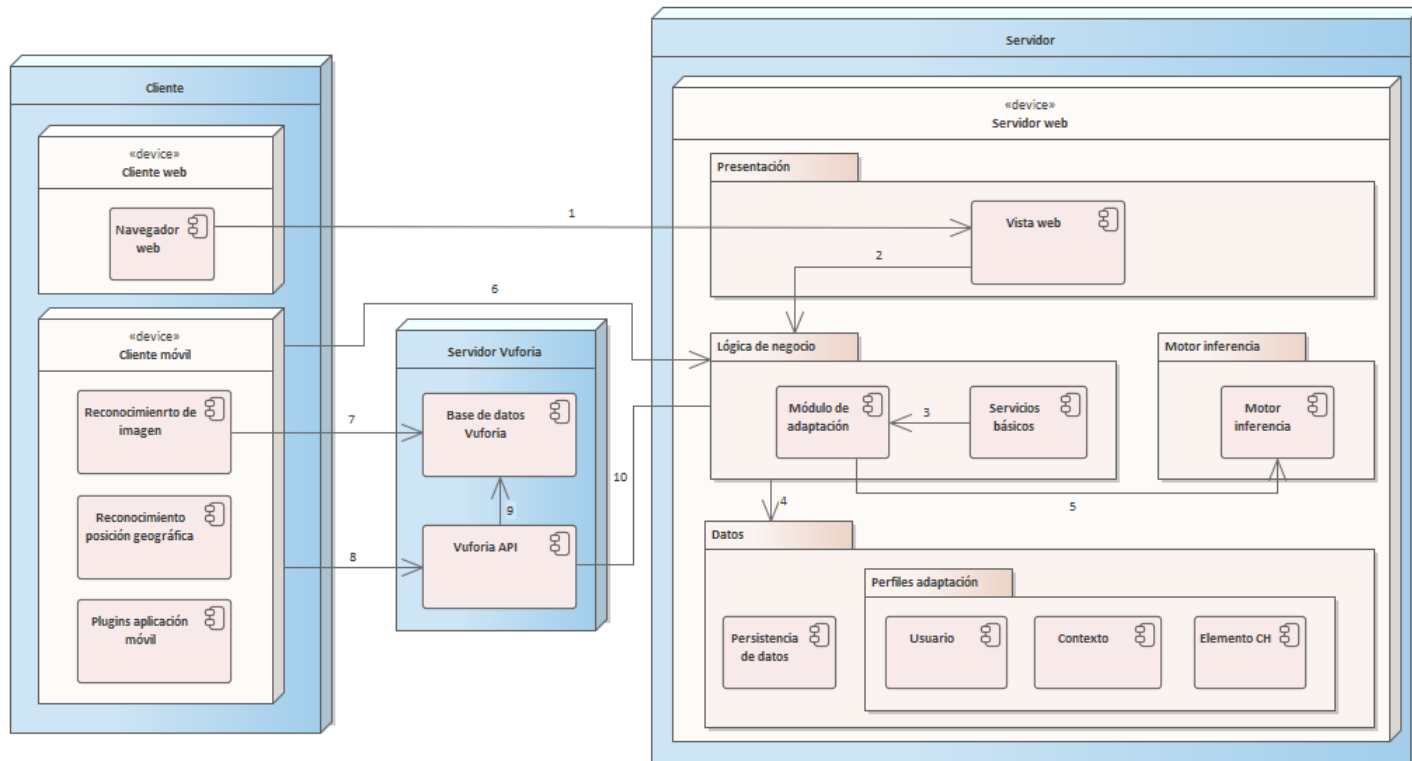 Cliente
«device»
Cliente web
Navegador
web
«device»
Cliente móvil
Reconocimienrto de
imagen
Reconocimiento
posición geográfica
Plugins aplicación
móvil
1
6
7
8
Servidor Vuforia
Base de datos
Vuforia
9
Vuforia API
10
Servidor
«device»
Servidor web
Presentación
Vista web
2
Lógica de negocio
Módulo de
adaptación
3
Servicios
básicos
Motor inferencia
Motor
inferencia
4
5
Datos
Persistencia
de datos
Perfiles adaptación
Usuario
Contexto
Elemento CH